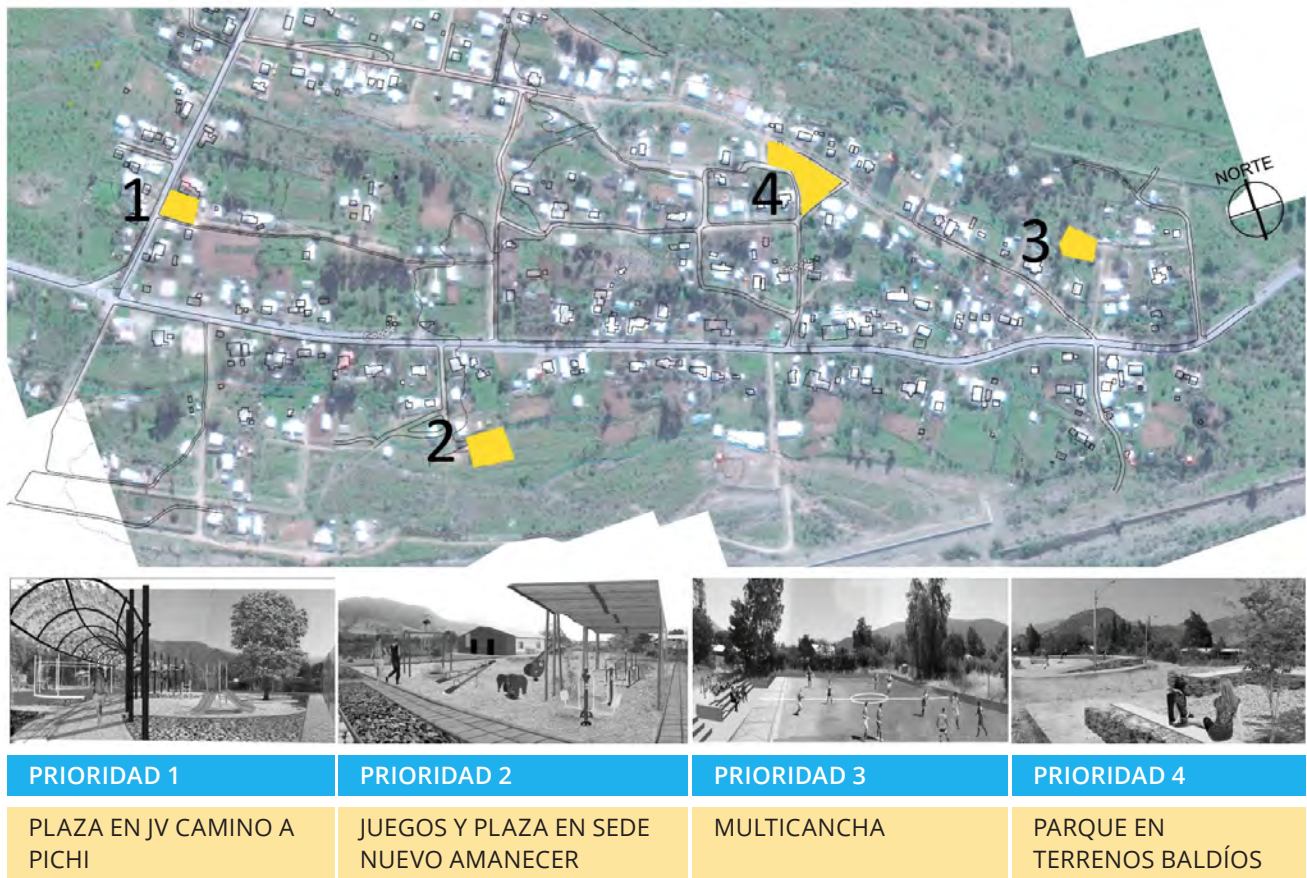 1
4
NORTE
3
2
PRIORIDAD 1
PRIORIDAD 2
PRIORIDAD 3
PRIORIDAD 4
PLAZA EN JV CAMINO A
PICHI
JUEGOS Y PLAZA EN SEDE
NUEVO AMANECER
MULTICANCHA
PARQUE EN
TERRENOS BALDÍOS